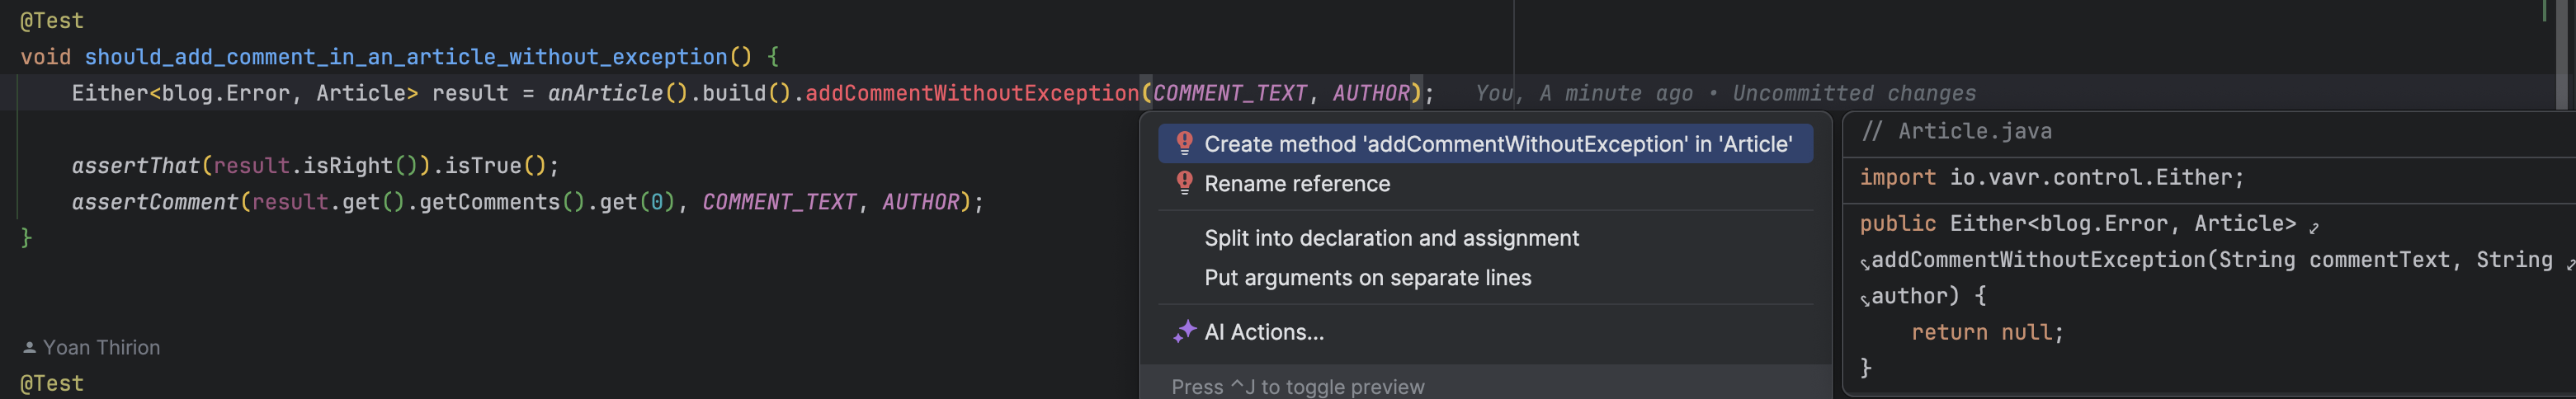 @Test
void should_add_comment_in_an_article_without_exception() {
Either<blog.Error, Article> result = anArticle().build().addCommentWithoutException(COMMENT_TEXT, AUTHOR);   You, A minute ago • Uncommitted changes
assertThat(result.isRight()).isTrue();
assertComment(result.get().getComments().get(0), COMMENT_TEXT, AUTHOR);
}
Yoan Thirion
@Test
Create method 'addCommentWithoutException' in 'Article'
Rename reference
Split into declaration and assignment
Put arguments on separate lines
AI Actions...
Press ^J to toggle preview
// Article.java
import io.vavr.control.Either;
public Either<blog.Error, Article>
addCommentWithoutException(String commentText, String
author) {
return null;
}